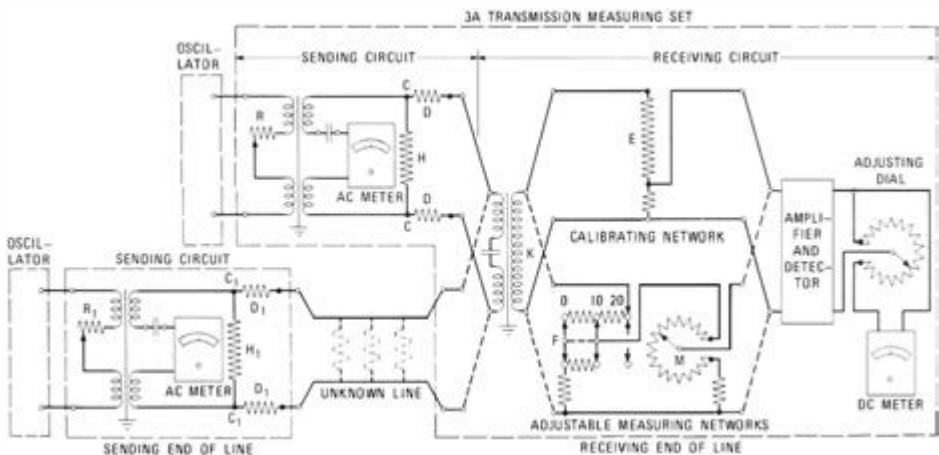 3A TRANSMISSION MEASURING SET
OSCIL-
LATOR
SENDING CIRCUIT
RECEIVING CIRCUIT
C
D
R
H
E
AC METER
ADJUSTING
DIAL
D
C
K
CALIBRATING NETWORK
AMPLI-
FIER
AND
DETEC-
TOR
OSCIL-
LATOR
SENDING CIRCUIT
C1
D1
R1
H1
0 10 20
F
M
AC METER
D1
C1
UNKNOWN LINE
DC METER
ADJUSTABLE MEASURING NETWORKS
SENDING END OF LINE
RECEIVING END OF LINE